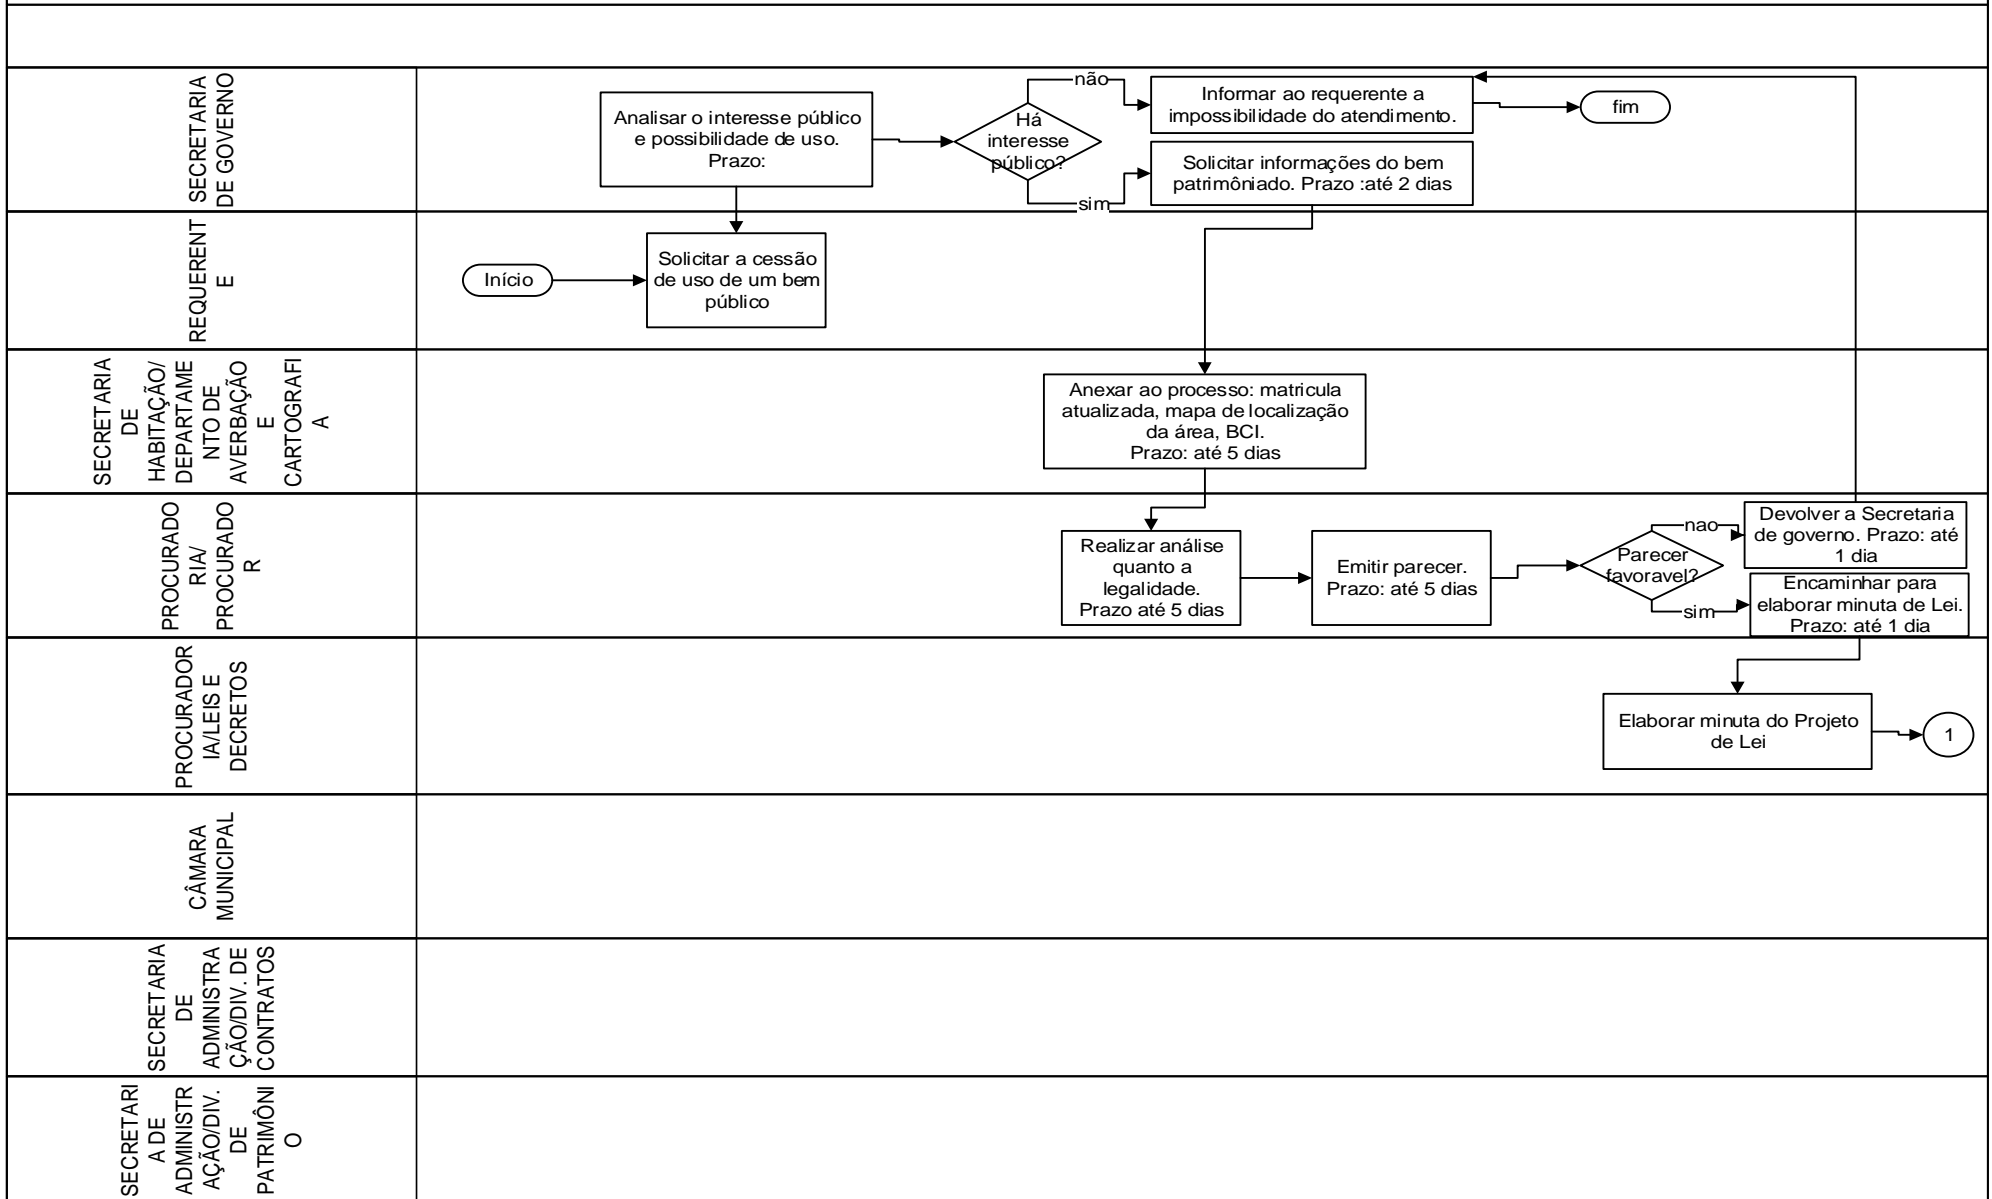 SECRETARIA
DE GOVERNO
Analisar o interesse público
e possibilidade de uso.
Prazo:
Há
interesse
público?
não
sim
Informar ao requerente a
impossibilidade do atendimento.
fim
Solicitar informações do bem
patrimôniado. Prazo :até 2 dias
REQUERENT
E
Início
Solicitar a cessão
de uso de um bem
público
SECRETARIA
DE
HABITAÇÃO/
DEPARTAME
NTO DE
AVERBAÇÃO
E
CARTOGRAFI
A
Anexar ao processo: matricula
atualizada, mapa de localização
da área, BCI.
Prazo: até 5 dias
PROCURADO
RIA/
PROCURADO
R
Realizar análise
quanto a
legalidade.
Prazo até 5 dias
Emitir parecer.
Prazo: até 5 dias
Parecer
favoravel?
nao
sim
Devolver a Secretaria
de governo. Prazo: até
1 dia
Encaminhar para
elaborar minuta de Lei.
Prazo: até 1 dia
PROCURADOR
IA/LEIS E
DECRETOS
Elaborar minuta do Projeto
de Lei
1
CÂMARA
MUNICIPAL
SECRETARIA
DE
ADMINISTRA
ÇÃO/DIV. DE
CONTRATOS
SECRETARI
A DE
ADMINISTR
AÇÃO/DIV.
DE
PATRIMÔNI
O